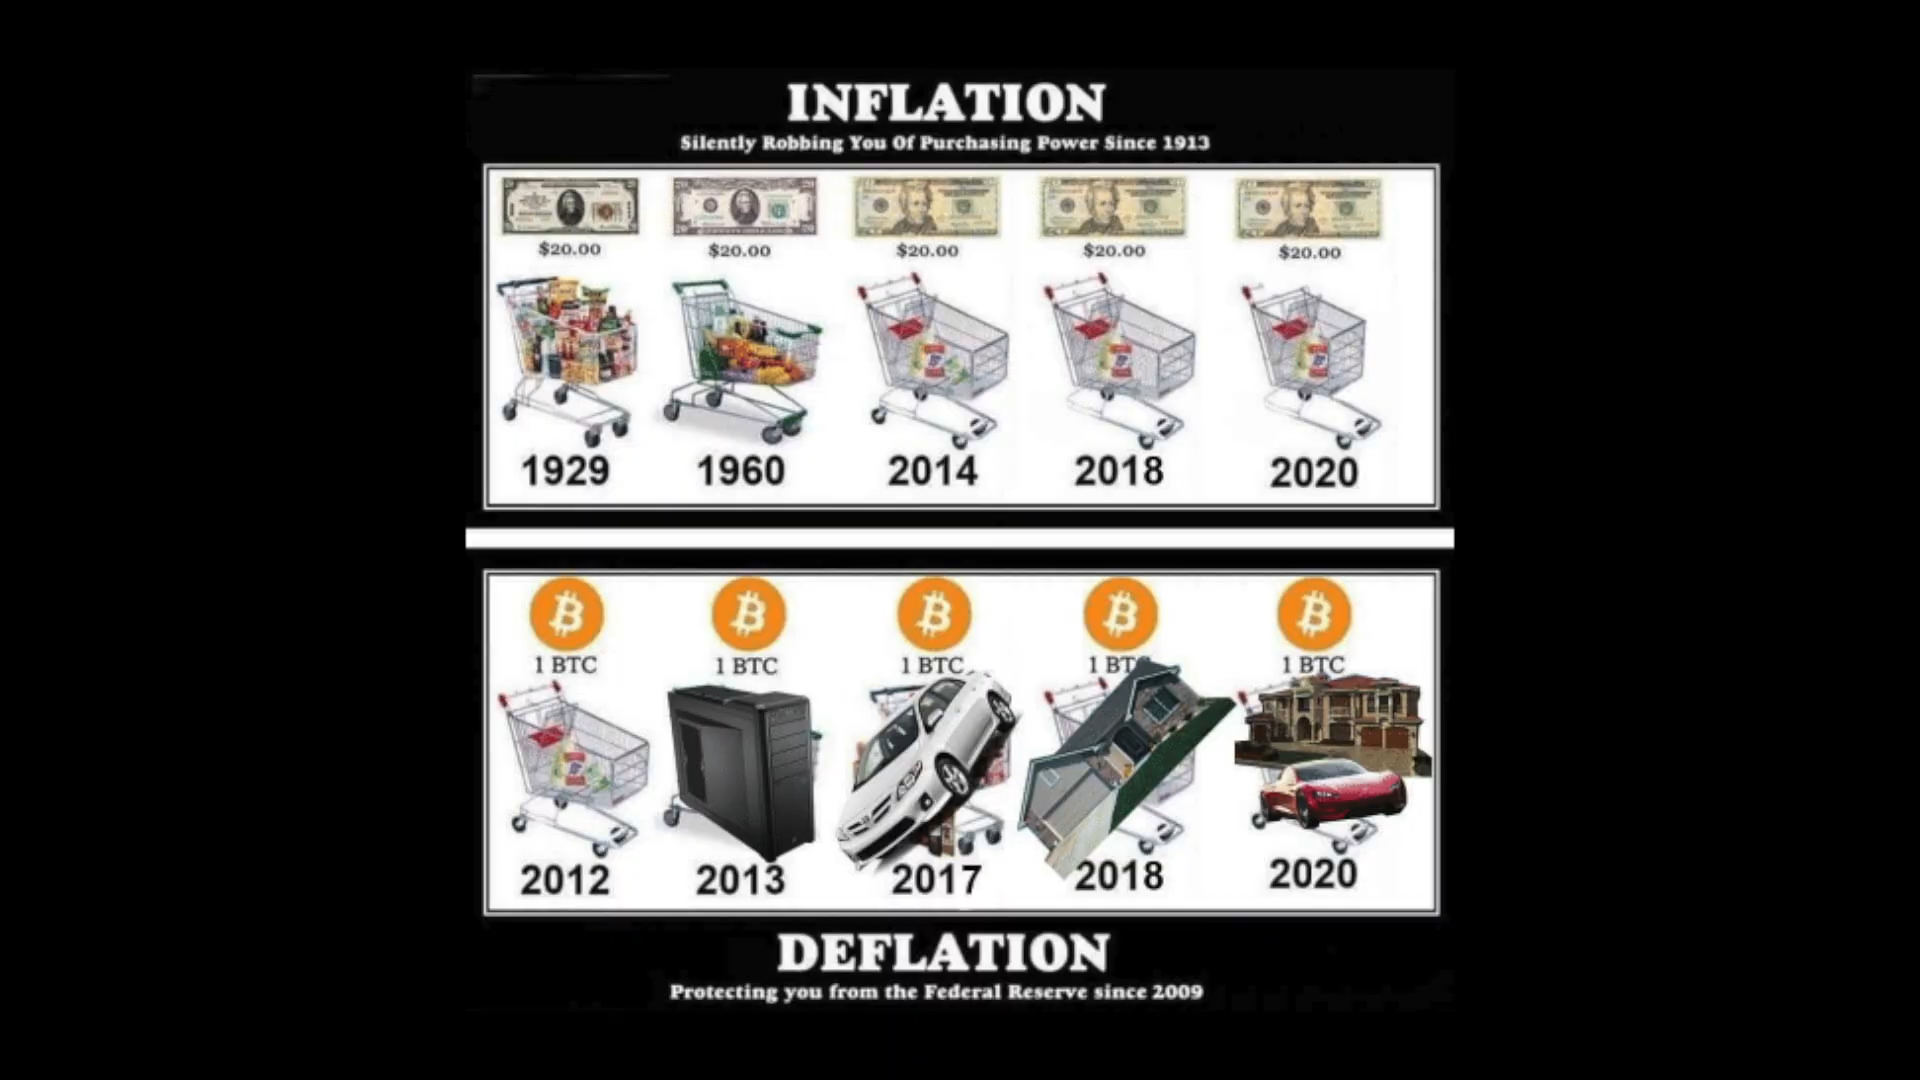 INFLATION
Silently Robbing You Of Purchasing Power Since 1913
$20.00 $20.00 $20.00 $20.00 $20.00
1929 1960 2014 2018 2020
1 BTC 1 BTC 1 BTC 1 BTC 1 BTC
2012 2013 2017 2018 2020
DEFLATION
Protecting you from the Federal Reserve since 2009